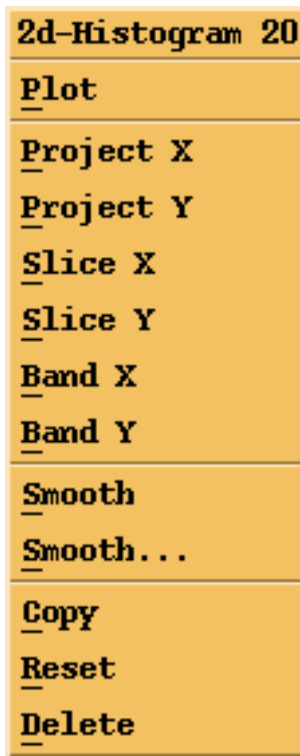 2d-Histogram 20
Plot
Project X
Project Y
Slice X
Slice Y
Band X
Band Y
Smooth
Smooth...
Copy
Reset
Delete